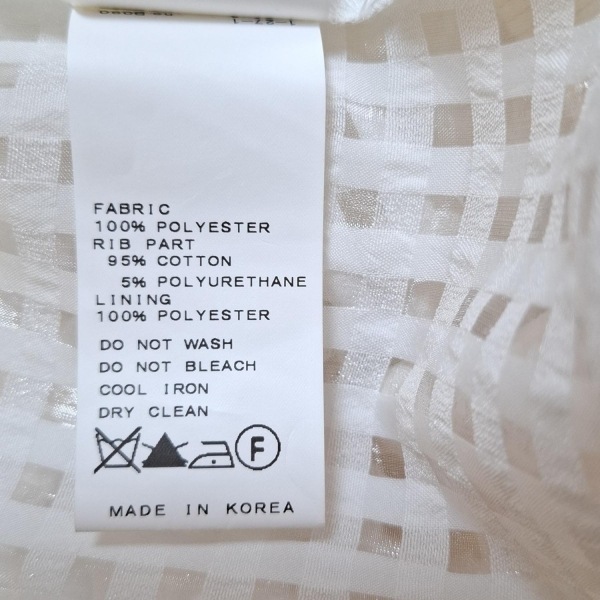 FABRIC
100% POLYESTER
RIB PART
95% COTTON
5% POLYURETHANE
LINING
100% POLYESTER
DO NOT WASH
DO NOT BLEACH
COOL IRON
DRY CLEAN
F
MADE IN KOREA